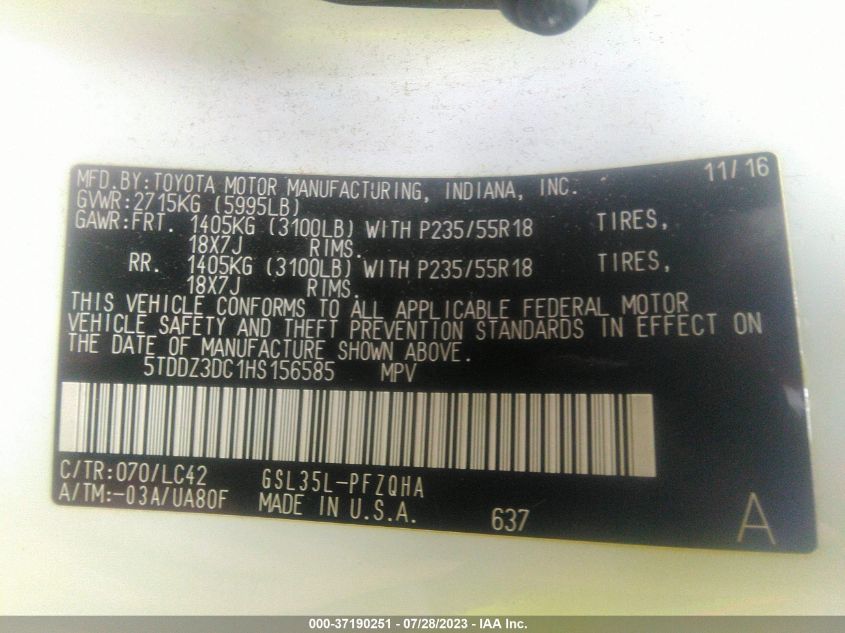 MFD.BY:TOYOTA MOTOR MANUFACTURING, INDIANA, INC. 11/16
GVWR:2715KG (5995LB)
GAWR:FRT. 1405KG (3100LB) WITH P235/55R18 TIRES,
18X7J RIMS.
RR. 1405KG (3100LB) WITH P235/55R18 TIRES,
18X7J RIMS.
THIS VEHICLE CONFORMS TO ALL APPLICABLE FEDERAL MOTOR
VEHICLE SAFETY AND THEFT PREVENTION STANDARDS IN EFFECT ON
THE DATE OF MANUFACTURE SHOWN ABOVE.
5TDDZ3DC1HS156585 MPV
C/TR:070/LC42 GSL35L-PFZQHA
A/TM:-03A/UA80F MADE IN U.S.A. 637 A
000-37190251 - 07/28/2023 - IAA Inc.